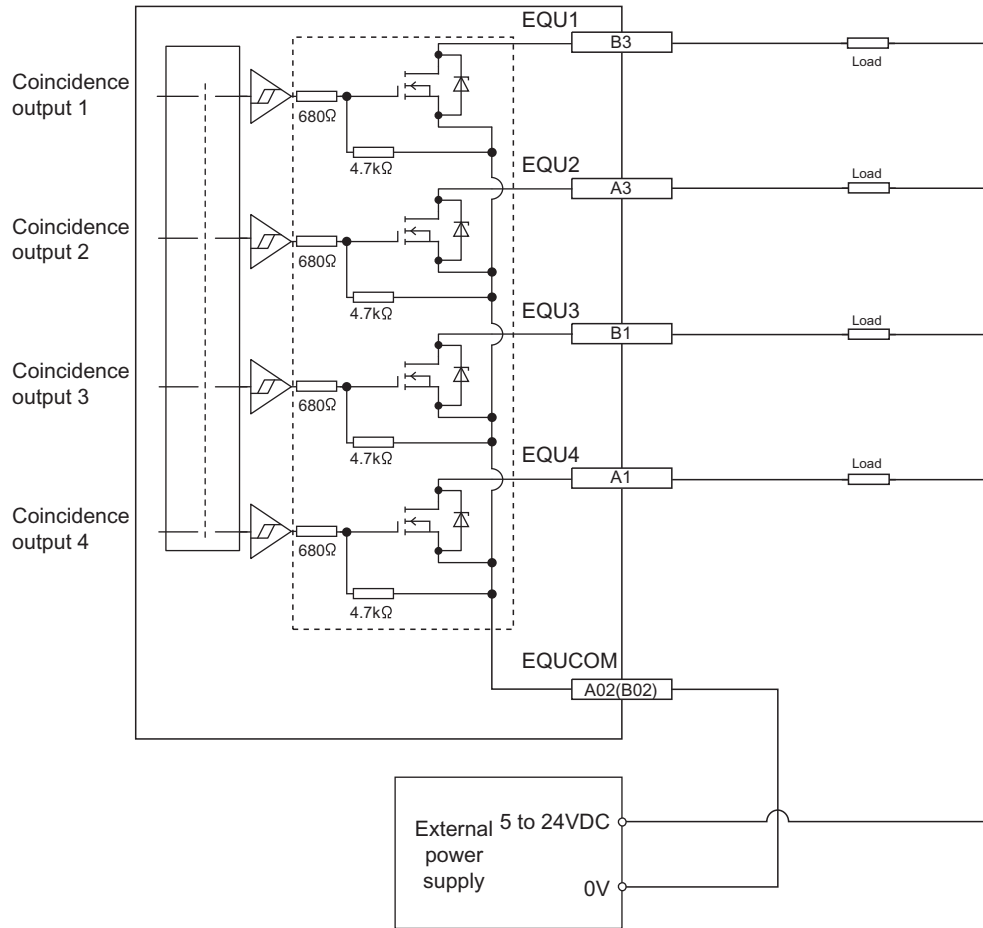 EQU1
B3
Load
Coincidence
output 1
680Ω
4.7kΩ
EQU2
A3
Load
Coincidence
output 2
680Ω
4.7kΩ
EQU3
B1
Load
Coincidence
output 3
680Ω
4.7kΩ
EQU4
A1
Load
Coincidence
output 4
680Ω
4.7kΩ
EQUCOM
A02(B02)
External
power
supply
5 to 24VDC
0V